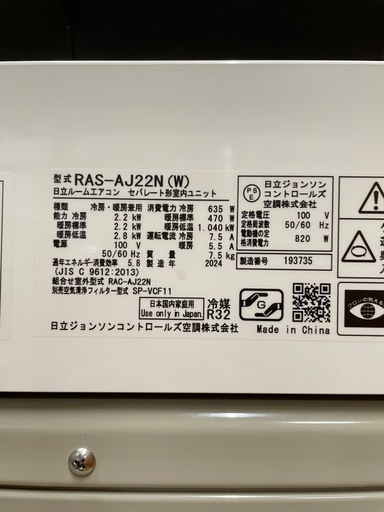 型式 RAS-AJ22N(W)
日立ルームエアコン セパレート形室内ユニット
種類 冷房・暖房兼用 消費電力 冷房 635 W
能力 冷房 2.2 kW 暖房標準 470 W
暖房標準 2.2 kW 暖房低温 1.040 kW
暖房低温 2.8 kW 運転電流 冷房 7.5 A
電源 100 V 暖房 5.5 A
50/60 Hz 質量 7.5 kg
通年エネルギー消費効率 5.8 年製 2024
(JIS C 9612:2013)
組合せ室外型式 RAC-AJ22N
別売空気清浄フィルター型式 SP-VCF11
PSE
日立ジョンソン
コントロールズ
空調株式会社
定格電圧 100 V
定格周波数 50/60 Hz
定格消費電力 820 W
製造番号 193735
日本国内家庭用
Use only in Japan
冷媒
R32
G
日立ジョンソンコントロールズ空調株式会社
Made in China
フロンの見える化